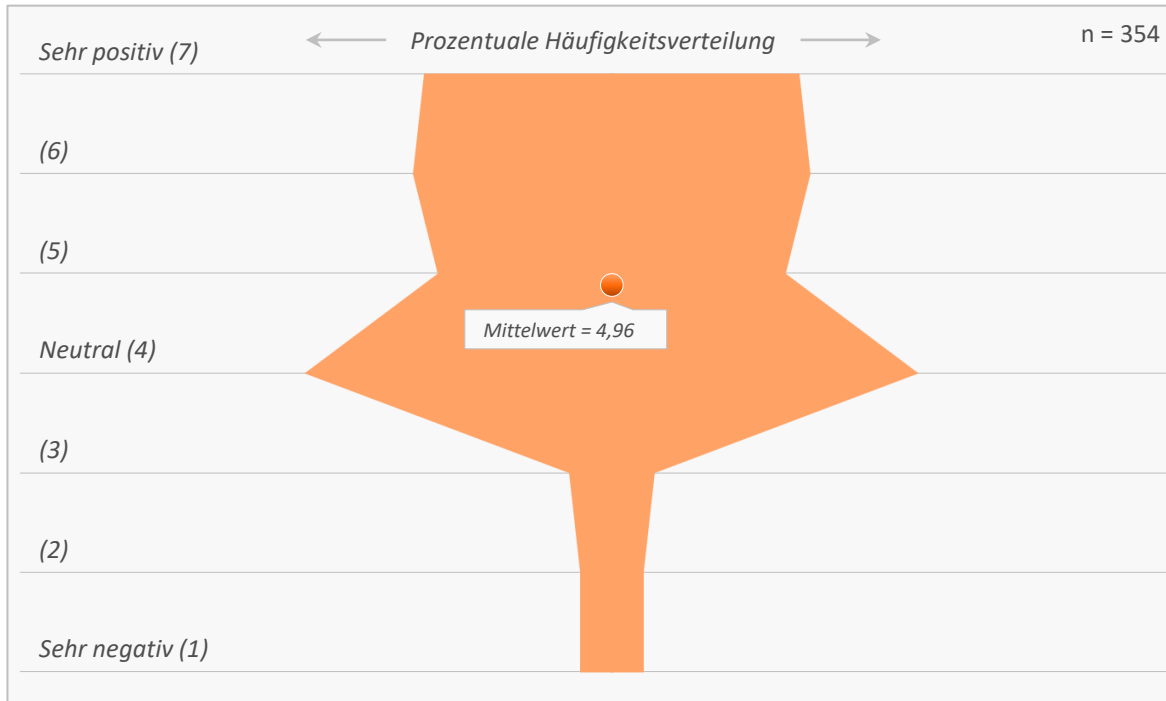 Prozentuale Häufigkeitsverteilung
n = 354
Sehr positiv (7)
(6)
(5)
Mittelwert = 4,96
Neutral (4)
(3)
(2)
Sehr negativ (1)